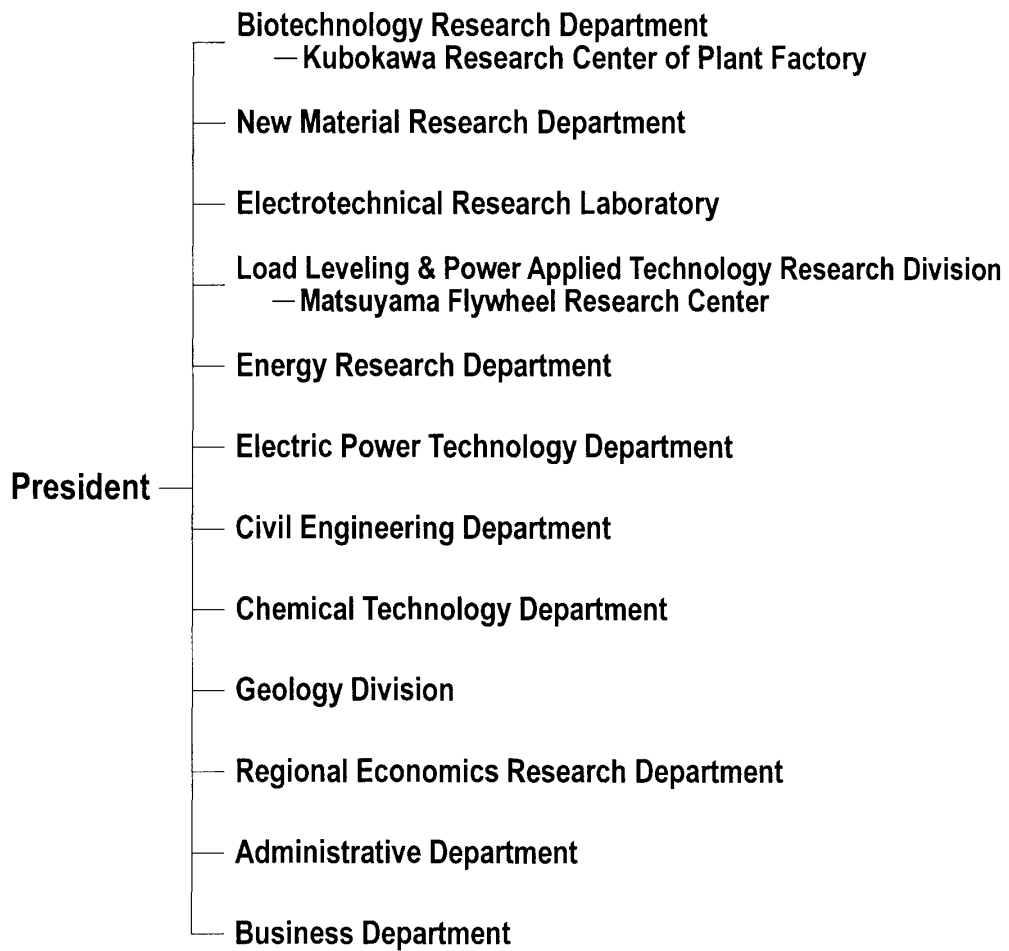 Biotechnology Research Department
—Kubokawa Research Center of Plant Factory
New Material Research Department
Electrotechnical Research Laboratory
Load Leveling & Power Applied Technology Research Division
—Matsuyama Flywheel Research Center
Energy Research Department
Electric Power Technology Department
President
Civil Engineering Department
Chemical Technology Department
Geology Division
Regional Economics Research Department
Administrative Department
Business Department